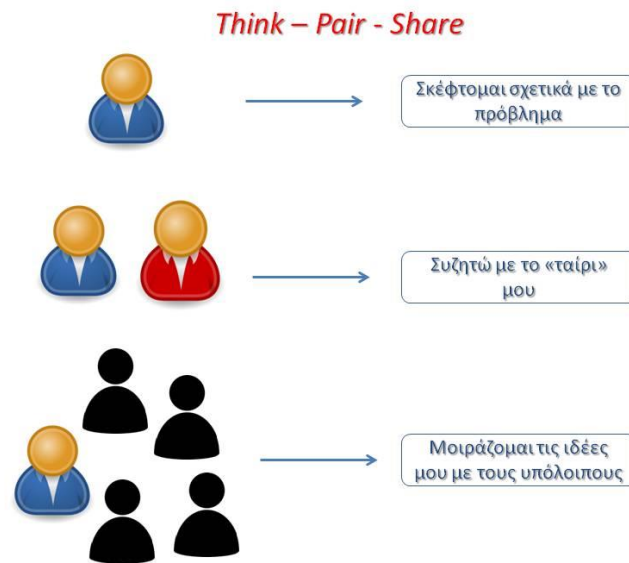 Think – Pair - Share
Σκέφτομαι σχετικά με το
πρόβλημα
Συζητώ με το «ταίρι»
μου
Μοιράζομαι τις ιδέες
μου με τους υπόλοιπους